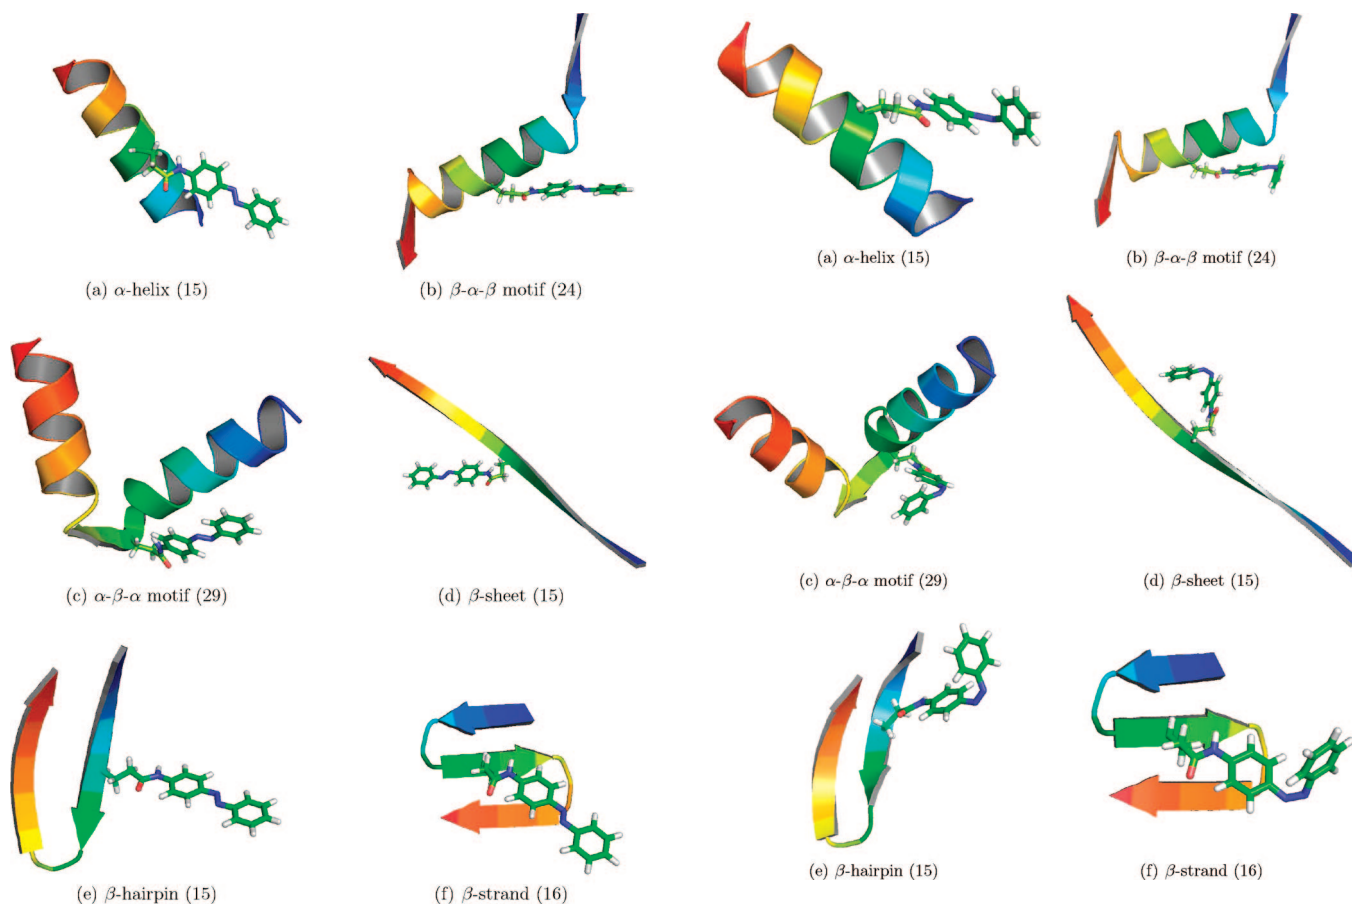 (a) α-helix (15)
(b) β-α-β motif (24)
(a) α-helix (15)
(b) β-α-β motif (24)
(c) α-β-α motif (29)
(d) β-sheet (15)
(c) α-β-α motif (29)
(d) β-sheet (15)
(e) β-hairpin (15)
(f) β-strand (16)
(e) β-hairpin (15)
(f) β-strand (16)